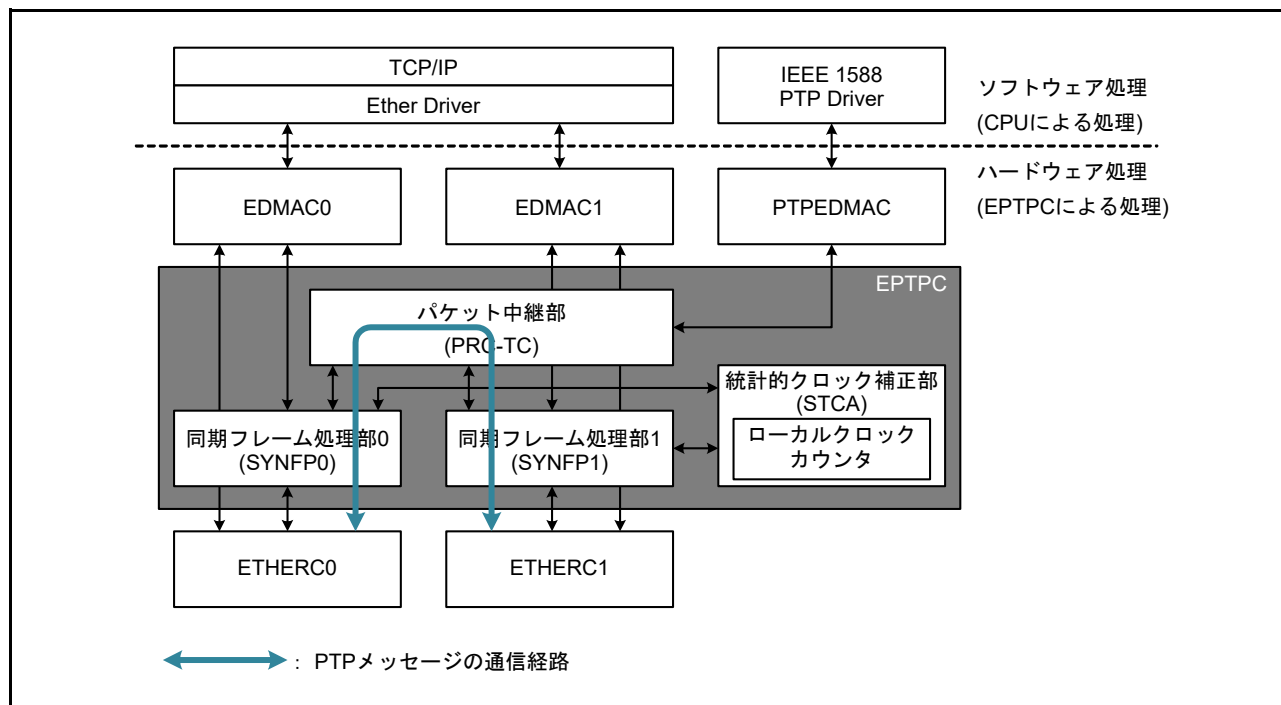 TCP/IP
Ether Driver
IEEE 1588
PTP Driver
ソフトウェア処理
(CPUによる処理)
ハードウェア処理
(EPTPCによる処理)
EDMAC0
EDMAC1
PTPEDMAC
EPTPC
パケット中継部
(PRC-TC)
統計的クロック補正部
(STCA)
ローカルクロック
カウンタ
同期フレーム処理部0
(SYNFP0)
同期フレーム処理部1
(SYNFP1)
ETHERC0
ETHERC1
: PTPメッセージの通信経路